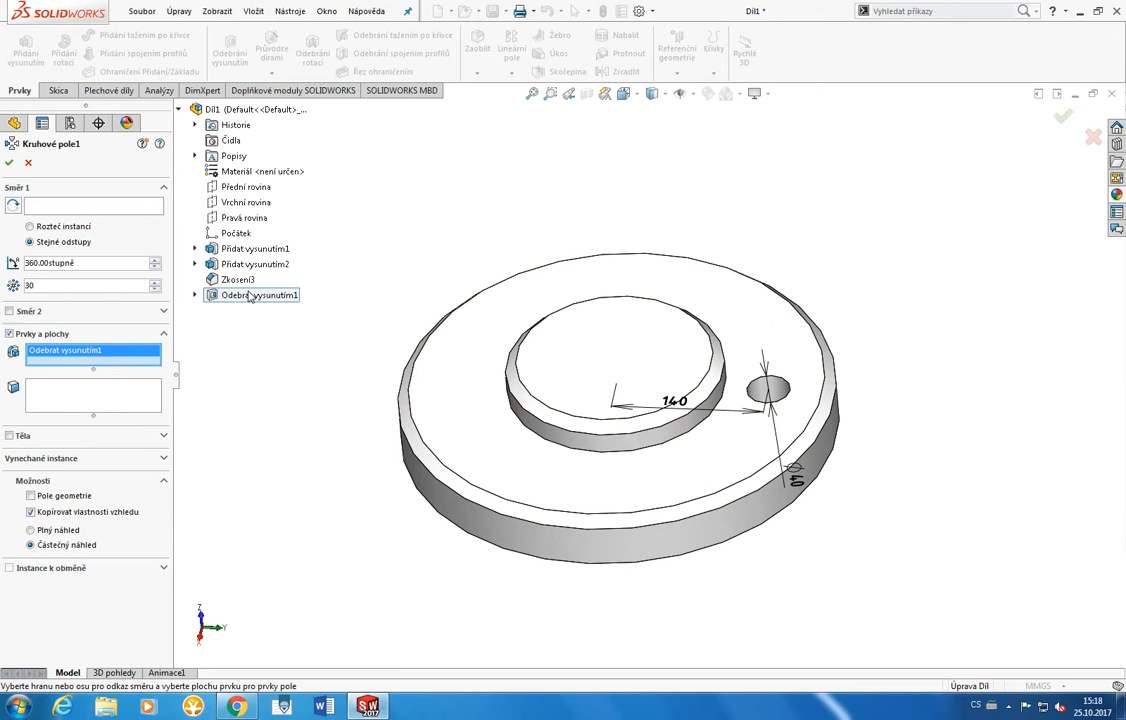 SOLIDWORKS
Soubor Úpravy Zobrazit Vložit Nástroje Okno Nápověda
Díl1 *
Vyhledat příkazy
Přidání vysunutím
Přidání rotací
Přidání tažením po křivce
Přidání spojením profilů
Ohraničení Přidání/Základu
Odebrání vysunutím
Průvodce dírami
Odebrání rotací
Odebrání tažením po křivce
Odebrání spojením profilů
Řez ohraničením
Zaoblit
Lineární pole
Žebro
Úkos
Skořepina
Nabalit
Protnout
Zrcadlit
Referenční geometrie
Křivky
Rychlé 3D
Prvky Skica Plechové díly Analýzy DimXpert Doplňkové moduly SOLIDWORKS SOLIDWORKS MBD
Kruhové pole1
Směr 1
Rozteč instancí
Stejné odstupy
360.00stupně
30
Směr 2
Prvky a plochy
Odebrat vysunutím1
Těla
Vynechané instance
Možnosti
Pole geometrie
Kopírovat vlastnosti vzhledu
Plný náhled
Částečný náhled
Instance k obměně
Díl1 (Default<<Default>_...
Historie
Čidla
Popisy
Materiál <není určen>
Přední rovina
Vrchní rovina
Pravá rovina
Počátek
Přidat vysunutím1
Přidat vysunutím2
Zkosení3
Odebrat vysunutím1
140
Ø40
Z
Y
X
Model 3D pohledy Animace1
Vyberte hranu nebo osu pro odkaz směru a vyberte plochu prvku pro prvky pole
Úprava Díl
MMGS
SW 2017
CS
15:18
25.10.2017